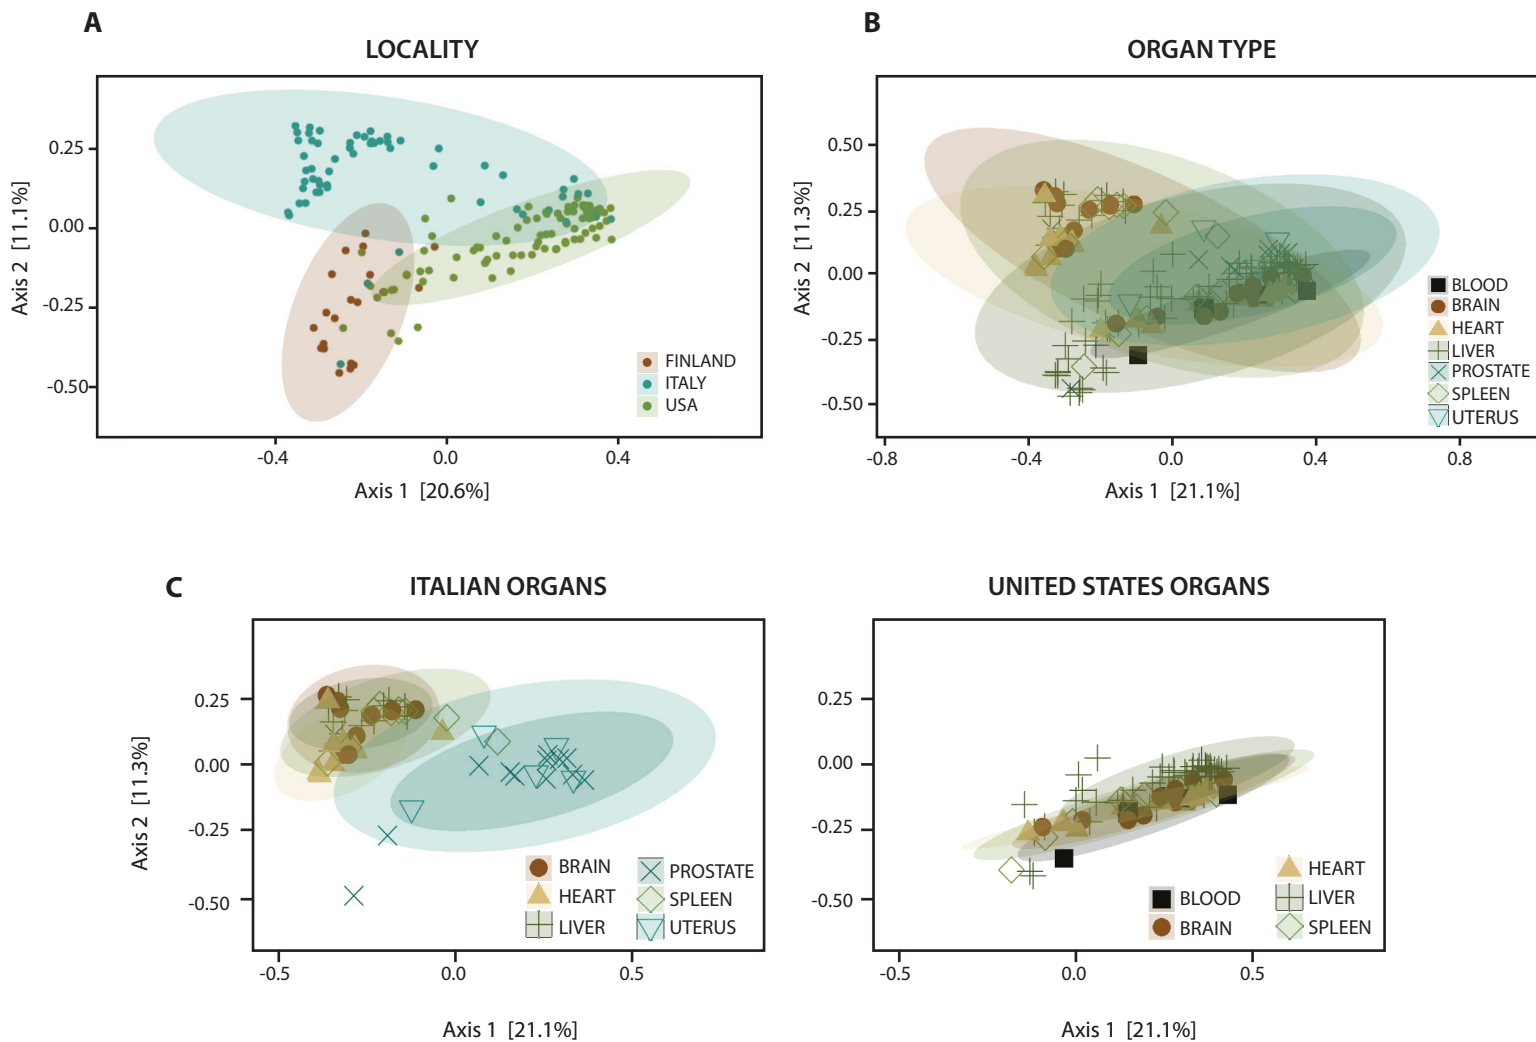 A
LOCALITY
Axis 2 [11.1%]
0.25
0.00
-0.25
-0.50
-0.4
0.0
0.4
Axis 1 [20.6%]
FINLAND
ITALY
USA
B
ORGAN TYPE
Axis 2 [11.3%]
0.50
0.25
0.00
-0.25
-0.50
-0.8
-0.4
0.0
0.4
0.8
Axis 1 [21.1%]
BLOOD
BRAIN
HEART
LIVER
PROSTATE
SPLEEN
UTERUS
C
ITALIAN ORGANS
Axis 2 [11.3%]
0.25
0.00
-0.25
-0.50
-0.5
0.0
0.5
Axis 1 [21.1%]
BRAIN
HEART
LIVER
PROSTATE
SPLEEN
UTERUS
UNITED STATES ORGANS
0.25
0.00
-0.25
-0.50
-0.5
0.0
0.5
Axis 1 [21.1%]
BLOOD
BRAIN
HEART
LIVER
SPLEEN